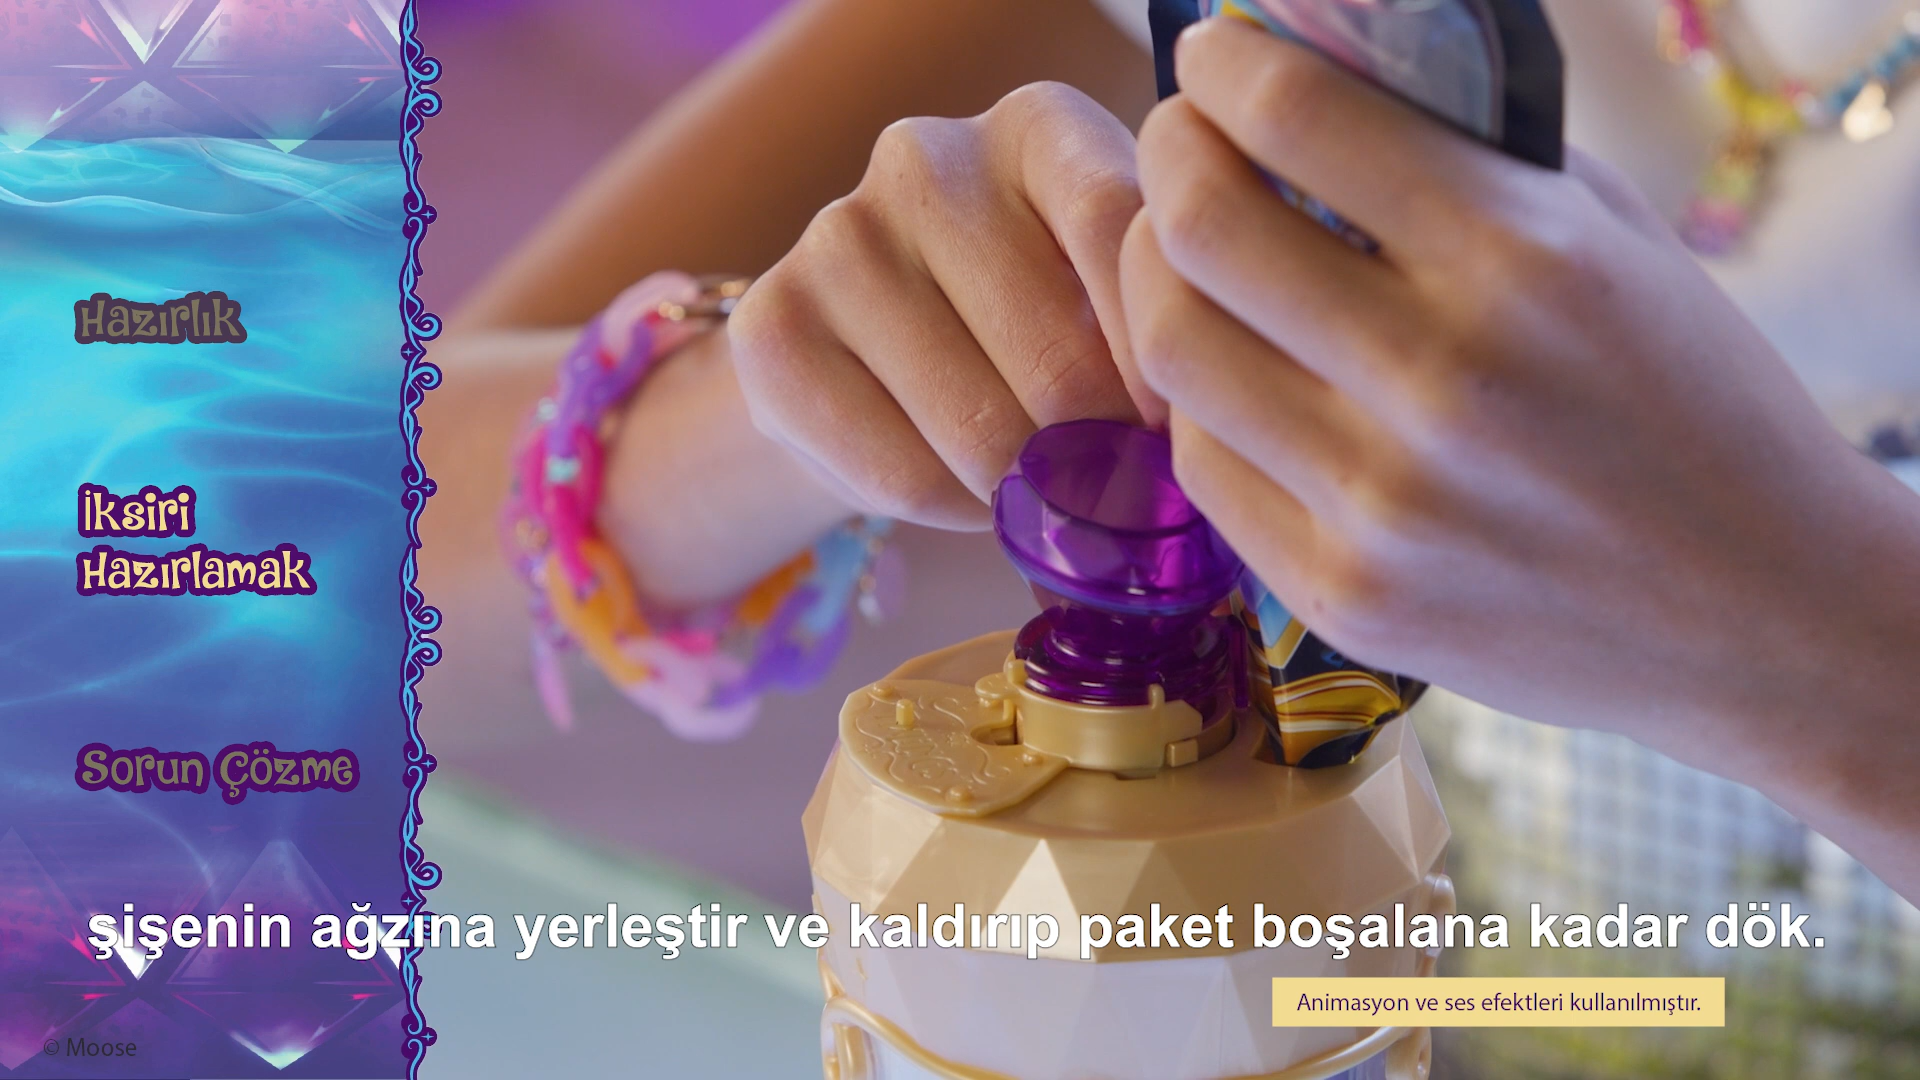 Hazırlık
İksiri
Hazırlamak
Sorun Çözme
şişenin ağzına yerleştir ve kaldırıp paket boşalana kadar dök.
Animasyon ve ses efektleri kullanılmıştır.
© Moose